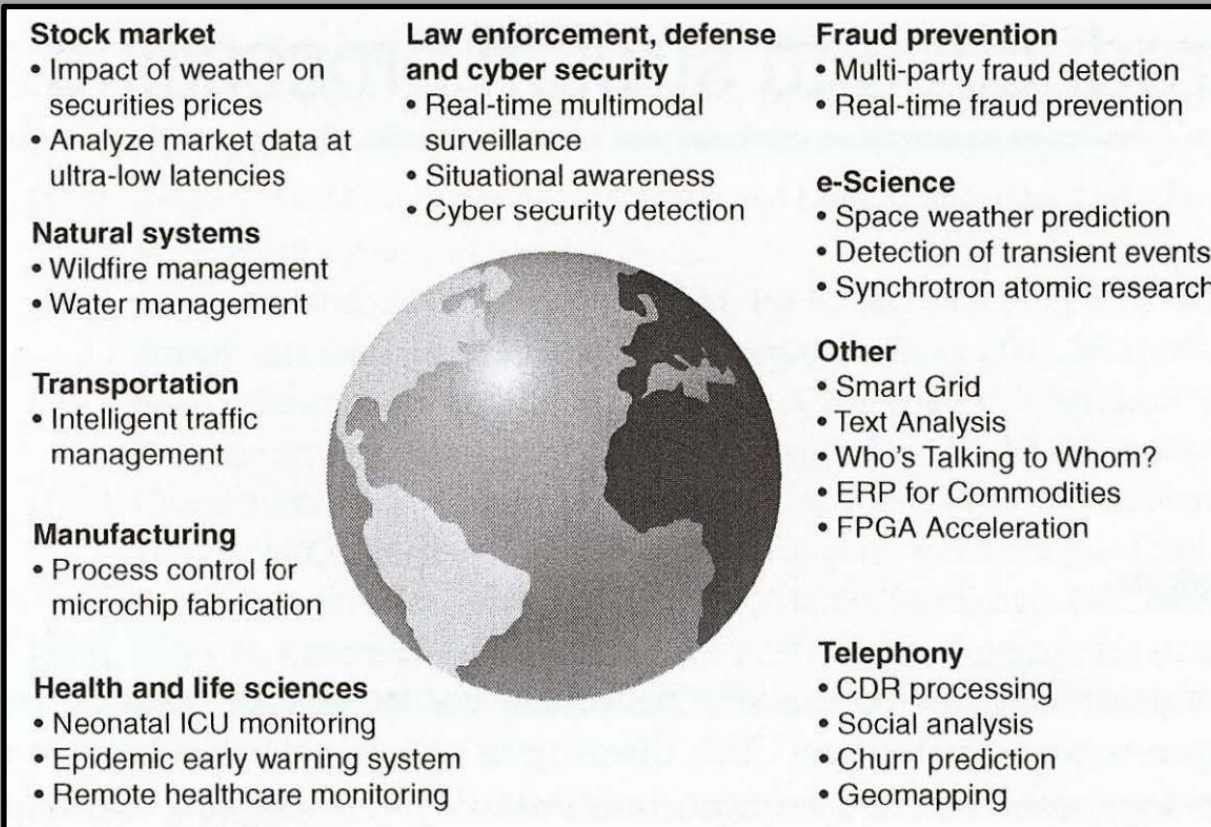 Stock market
• Impact of weather on
securities prices
• Analyze market data at
ultra-low latencies
Natural systems
• Wildfire management
• Water management
Transportation
• Intelligent traffic
management
Manufacturing
• Process control for
microchip fabrication
Health and life sciences
• Neonatal ICU monitoring
• Epidemic early warning system
• Remote healthcare monitoring
Law enforcement, defense
and cyber security
• Real-time multimodal
surveillance
• Situational awareness
• Cyber security detection
Fraud prevention
• Multi-party fraud detection
• Real-time fraud prevention
e-Science
• Space weather prediction
• Detection of transient events
• Synchrotron atomic research
Other
• Smart Grid
• Text Analysis
• Who's Talking to Whom?
• ERP for Commodities
• FPGA Acceleration
Telephony
• CDR processing
• Social analysis
• Churn prediction
• Geomapping